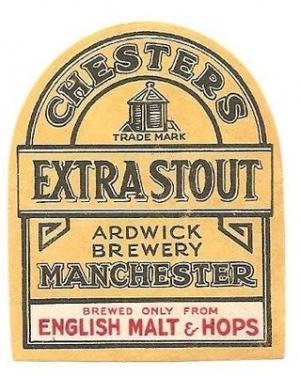 CHESTERS
TRADE MARK
EXTRA STOUT
ARDWICK
BREWERY
MANCHESTER
BREWED ONLY FROM
ENGLISH MALT & HOPS